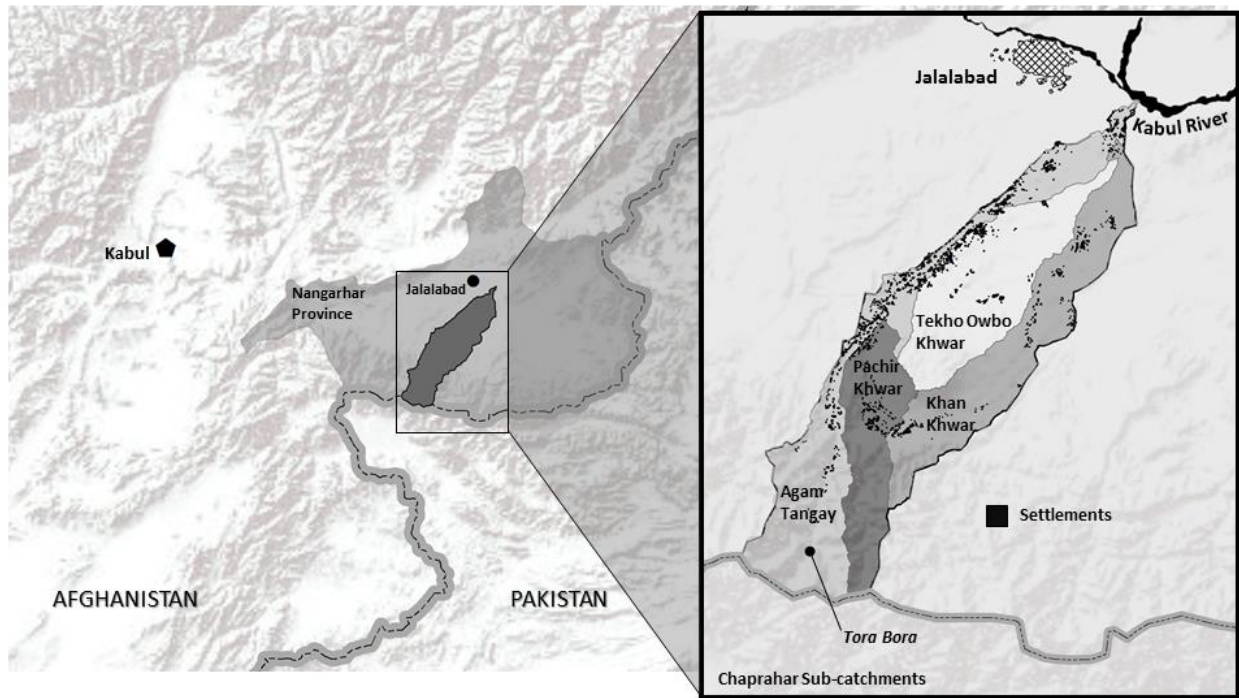 Kabul
Nangarhar
Province
Jalalabad
AFGHANISTAN
PAKISTAN
Jalalabad
Kabul River
Tekho Owbo
Khwar
Pachir
Khwar
Khan
Khwar
Agam
Tangay
Settlements
Tora Bora
Chaprahar Sub-catchments